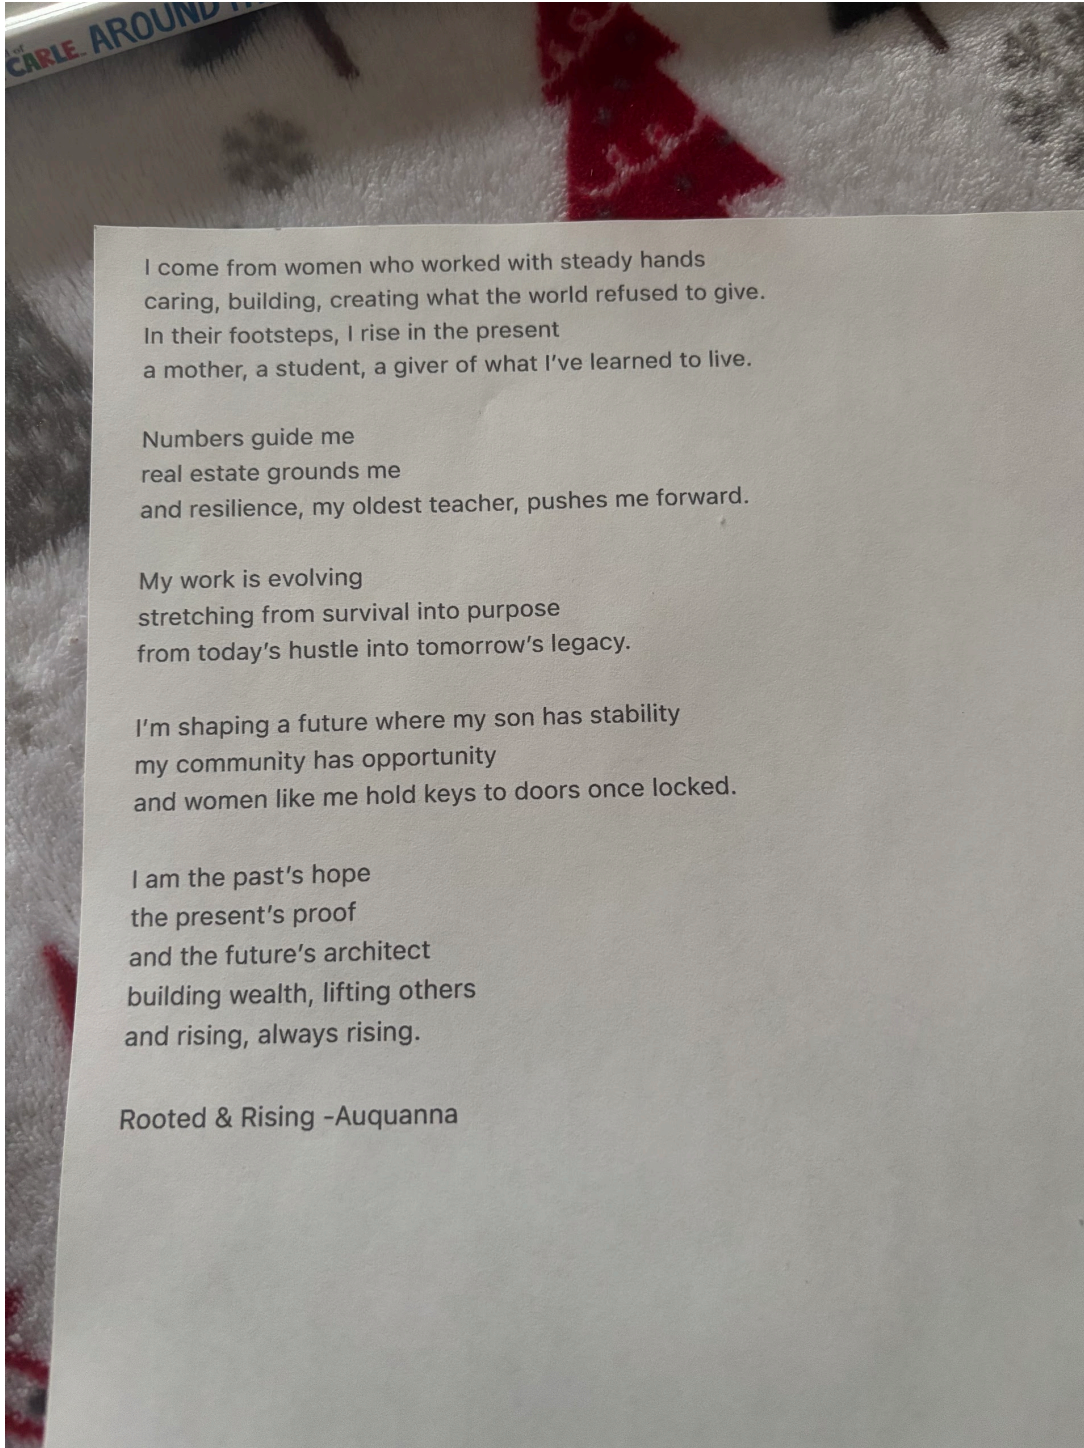 of
CARLE AROUND
I come from women who worked with steady hands
caring, building, creating what the world refused to give.
In their footsteps, I rise in the present
a mother, a student, a giver of what I've learned to live.
Numbers guide me
real estate grounds me
and resilience, my oldest teacher, pushes me forward.
My work is evolving
stretching from survival into purpose
from today's hustle into tomorrow's legacy.
I'm shaping a future where my son has stability
my community has opportunity
and women like me hold keys to doors once locked.
I am the past's hope
the present's proof
and the future's architect
building wealth, lifting others
and rising, always rising.
Rooted & Rising -Auquanna